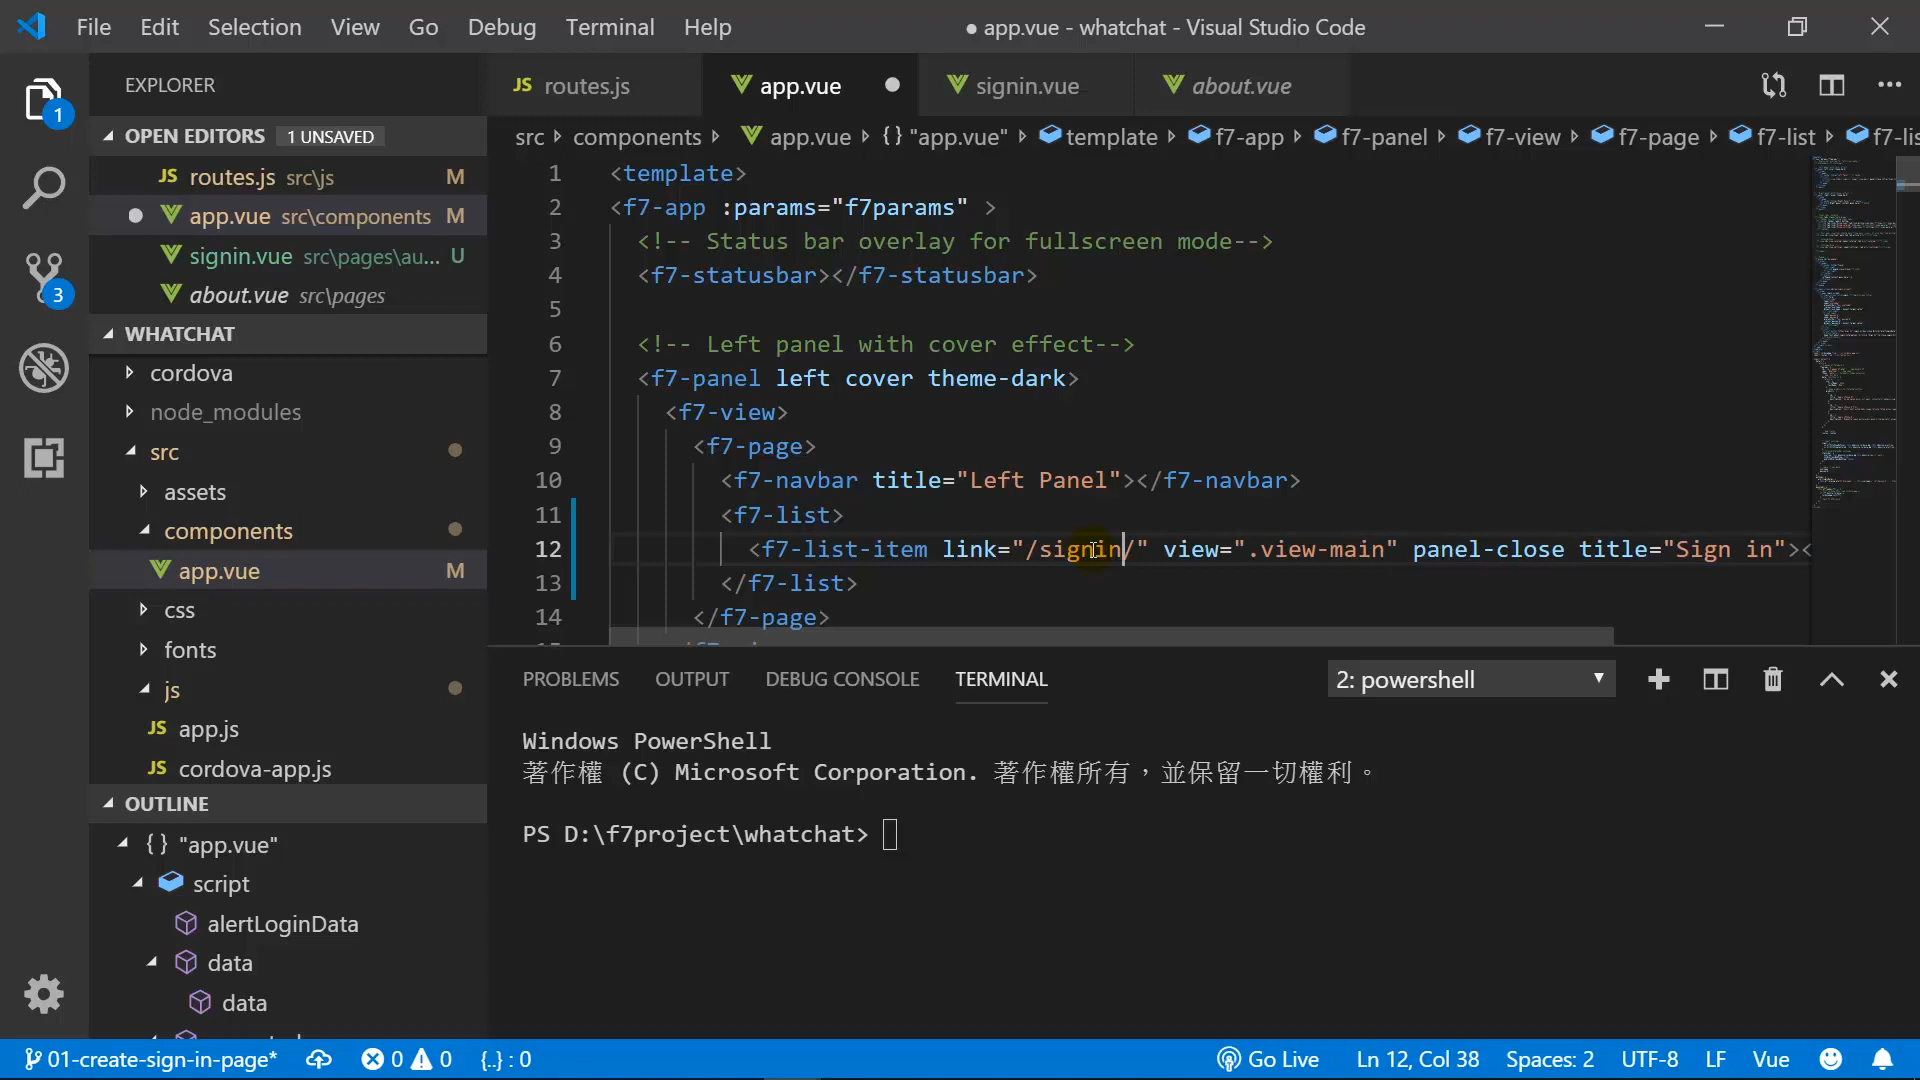 File Edit Selection View Go Debug Terminal Help ● app.vue - whatchat - Visual Studio Code
EXPLORER
JS routes.js app.vue signin.vue about.vue
OPEN EDITORS 1 UNSAVED
src components app.vue {} "app.vue" template f7-app f7-panel f7-view f7-page f7-list f7-lis
JS routes.js src\js M
app.vue src\components M
signin.vue src\pages\au... U
about.vue src\pages
WHATCHAT
cordova
node_modules
src
assets
components
app.vue M
css
fonts
js
JS app.js
JS cordova-app.js
OUTLINE
{} "app.vue"
script
alertLoginData
data
data
1
3
1 <template>
2 <f7-app :params="f7params" >
3 <!-- Status bar overlay for fullscreen mode-->
4 <f7-statusbar></f7-statusbar>
5
6 <!-- Left panel with cover effect-->
7 <f7-panel left cover theme-dark>
8 <f7-view>
9 <f7-page>
10 <f7-navbar title="Left Panel"></f7-navbar>
11 <f7-list>
12 <f7-list-item link="/signin/" view=".view-main" panel-close title="Sign in"><
13 </f7-list>
14 </f7-page>
PROBLEMS OUTPUT DEBUG CONSOLE TERMINAL 2: powershell
Windows PowerShell
著作權 (C) Microsoft Corporation. 著作權所有，並保留一切權利。
PS D:\f7project\whatchat>
01-create-sign-in-page* 0 0 {..} : 0 Go Live Ln 12, Col 38 Spaces: 2 UTF-8 LF Vue